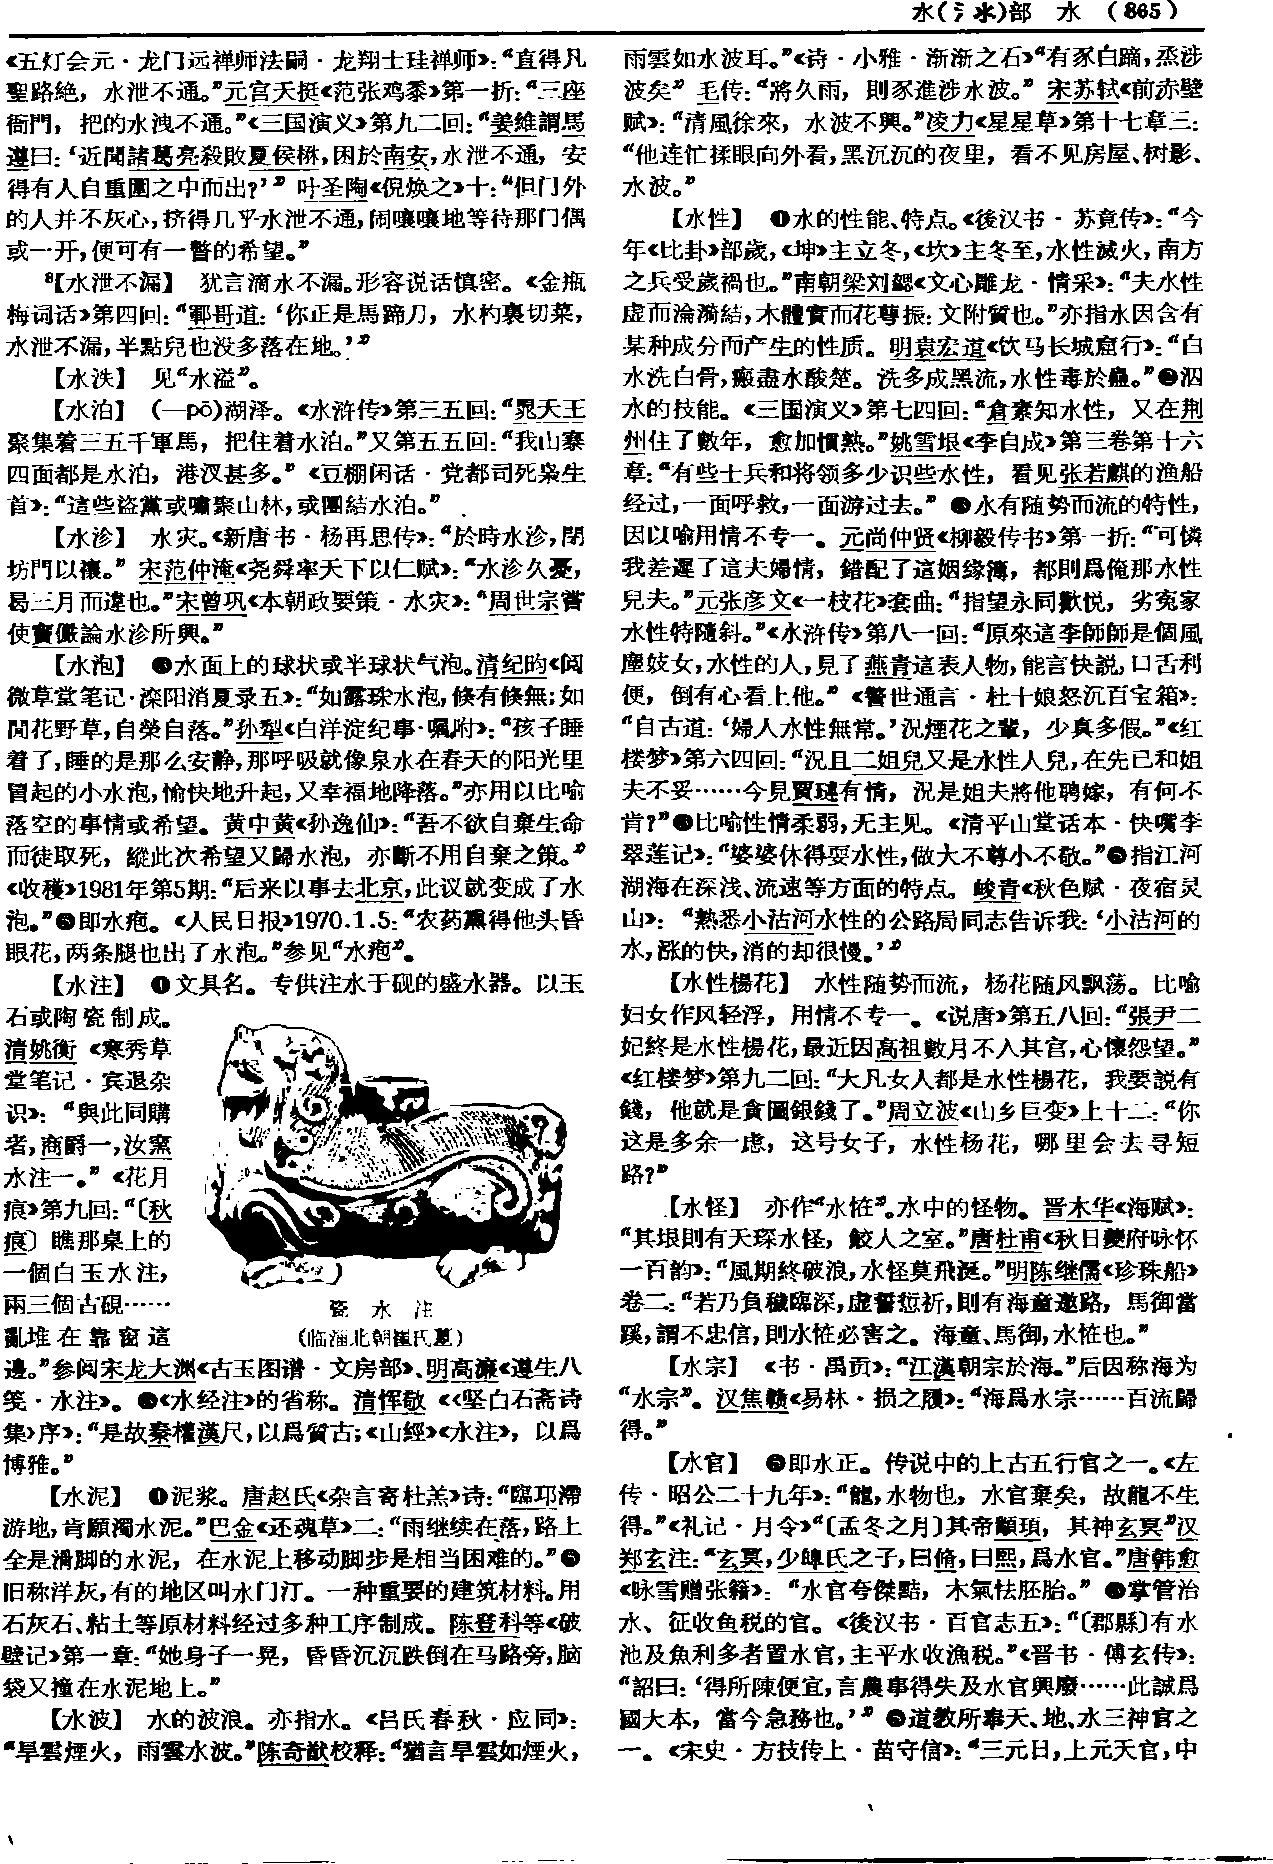 水(氵氺)部 水 (865)
《五灯会元·龙门远禅师法嗣·龙翔士珪禅师》：“直得凡
聖路絶，水泄不通。”元宫天挺《范张鸡黍》第一折：“三座
衙門，把的水洩不通。”《三国演义》第九二回：“姜維謂馬
遵曰：‘近聞諸葛亮殺敗夏侯楙，困於南安，水泄不通，安
得有人自重圍之中而出？’” 叶圣陶《倪焕之》十：“但门外
的人并不灰心，挤得几乎水泄不通，闹嚷嚷地等待那门偶
或一开，便可有一瞥的希望。”
8【水泄不漏】 犹言滴水不漏。形容说话慎密。《金瓶
梅词话》第四回：“鄆哥道：‘你正是馬蹄刀，水杓裏切菜，
水泄不漏，半點兒也没多落在地。’”
【水泆】 见“水溢”。
【水泊】 (—pō)湖泽。《水浒传》第三五回：“晁天王
聚集着三五千軍馬，把住着水泊。”又第五五回：“我山寨
四面都是水泊，港汊甚多。”《豆棚闲话·党都司死枭生
首》：“這些盜黨或嘯聚山林，或團結水泊。”
【水沴】 水灾。《新唐书·杨再思传》：“於時水沴，閉
坊門以禳。” 宋范仲淹《尧舜率天下以仁赋》：“水沴久憂，
曷三月而違也。”宋曾巩《本朝政要策·水灾》：“周世宗嘗
使竇儼論水沴所興。”
【水泡】 ❶水面上的球状或半球状气泡。清纪昀《阅
微草堂笔记·滦阳消夏录五》：“如露珠水泡，倏有倏無；如
閒花野草，自榮自落。”孙犁《白洋淀纪事·嘱咐》：“孩子睡
着了，睡的是那么安静，那呼吸就像泉水在春天的阳光里
冒起的小水泡，愉快地升起，又幸福地降落。”亦用以比喻
落空的事情或希望。黄中黄《孙逸仙》：“吾不欲自棄生命
而徒取死，縱此次希望又歸水泡，亦斷不用自棄之策。”
《收穫》1981年第5期：“后来以事去北京，此议就变成了水
泡。”❷即水疱。《人民日报》1970.1.5：“农药熏得他头昏
眼花，两条腿也出了水泡。”参见“水疱”。
【水注】 ❶文具名。专供注水于砚的盛水器。以玉
石或陶瓷制成。
清姚衡《寒秀草
堂笔记·宾退杂
识》：“與此同購
者，商爵一，汝窯
水注一。”《花月
痕》第九回：“〔秋
痕〕瞧那桌上的
一個白玉水注，
兩三個古硯……
亂堆在靠窗這
瓷水注
(临淄北朝崔氏墓)
邊。”参阅宋龙大渊《古玉图谱·文房部》、明高濂《遵生八
笺·水注》。❷《水经注》的省称。清恽敬《〈坚白石斋诗
集〉序》：“是故秦權漢尺，以爲質古；《山經》《水注》，以爲
博雅。”
【水泥】 ❶泥浆。唐赵氏《杂言寄杜羔》诗：“臨邛滯
游地，肯顧濁水泥。”巴金《还魂草》二：“雨继续在落，路上
全是滑脚的水泥，在水泥上移动脚步是相当困难的。”❷
旧称洋灰，有的地区叫水门汀。一种重要的建筑材料。用
石灰石、粘土等原材料经过多种工序制成。陈登科等《破
壁记》第一章：“她身子一晃，昏昏沉沉跌倒在马路旁，脑
袋又撞在水泥地上。”
【水波】 水的波浪。亦指水。《吕氏春秋·应同》：
“旱雲煙火，雨雲水波。”陈奇猷校释：“猶言旱雲如煙火，
雨雲如水波耳。”《诗·小雅·渐渐之石》“有豕白蹢，烝涉
波矣” 毛传：“將久雨，則豕進涉水波。” 宋苏轼《前赤壁
赋》：“清風徐來，水波不興。”凌力《星星草》第十七章三：
“他连忙揉眼向外看，黑沉沉的夜里，看不见房屋、树影、
水波。”
【水性】 ❶水的性能、特点。《後汉书·苏竟传》：“今
年《比卦》部歲，《坤》主立冬，《坎》主冬至，水性滅火，南方
之兵受歲禍也。”南朝梁刘勰《文心雕龙·情采》：“夫水性
虚而淪漪結，木體實而花萼振：文附質也。”亦指水因含有
某种成分而产生的性质。明袁宏道《饮马长城窟行》：“白
水洗白骨，瘢盡水酸楚。洗多成黑流，水性毒於蠱。”❷泅
水的技能。《三国演义》第七四回：“倉素知水性，又在荆
州住了數年，愈加慣熟。”姚雪垠《李自成》第三卷第十六
章：“有些士兵和将领多少识些水性，看见张若麒的渔船
经过，一面呼救，一面游过去。” ❸水有随势而流的特性，
因以喻用情不专一。元尚仲贤《柳毅传书》第一折：“可憐
我差遲了這夫婦情，錯配了這姻缘簿，都則爲俺那水性
兒夫。”元张彦文《一枝花》套曲：“指望永同歡悦，劣冤家
水性特隨斜。”《水浒传》第八一回：“原來這李師師是個風
塵妓女，水性的人，見了燕青這表人物，能言快説，口舌利
便，倒有心看上他。” 《警世通言·杜十娘怒沉百宝箱》：
“自古道：‘婦人水性無常。’況煙花之輩，少真多假。”《红
楼梦》第六四回：“况且二姐兒又是水性人兒，在先已和姐
夫不妥……今見賈璉有情，況是姐夫將他聘嫁，有何不
肯？”❹比喻性情柔弱，无主见。《清平山堂话本·快嘴李
翠莲记》：“婆婆休得耍水性，做大不尊小不敬。”❺指江河
湖海在深浅、流速等方面的特点。峻青《秋色赋·夜宿灵
山》：“熟悉小沽河水性的公路局同志告诉我：‘小沽河的
水，涨的快，消的却很慢。’”
【水性楊花】 水性随势而流，杨花随风飘荡。比喻
妇女作风轻浮，用情不专一。《说唐》第五八回：“張尹二
妃終是水性楊花，最近因高祖數月不入其宫，心懷怨望。”
《红楼梦》第九二回：“大凡女人都是水性楊花，我要説有
錢，他就是貪圖銀錢了。”周立波《山乡巨变》上十二：“你
这是多余一虑，这号女子，水性杨花，哪里会去寻短
路？”
【水怪】 亦作“水恠”。水中的怪物。晋木华《海赋》：
“其垠則有天琛水怪，鮫人之室。”唐杜甫《秋日夔府咏怀
一百韵》：“風期終破浪，水怪莫飛涎。”明陈继儒《珍珠船》
卷二：“若乃負穢臨深，虚誓愆祈，則有海童邀路，馬御當
蹊，謂不忠信，則水恠必害之。海童、馬御，水恠也。”
【水宗】 《书·禹贡》：“江漢朝宗於海。”后因称海为
“水宗”。汉焦赣《易林·损之履》：“海爲水宗……百流歸
得。”
【水官】 ❶即水正。传说中的上古五行官之一。《左
传·昭公二十九年》：“龍，水物也，水官棄矣，故龍不生
得。”《礼记·月令》“〔孟冬之月〕其帝顓頊，其神玄冥”汉
郑玄注：“玄冥，少皞氏之子，曰脩，曰熙，爲水官。”唐韩愈
《咏雪赠张籍》：“水官夸傑黠，木氣怯胚胎。” ❷掌管治
水、征收鱼税的官。《後汉书·百官志五》：“〔郡縣〕有水
池及魚利多者置水官，主平水收漁税。”《晋书·傅玄传》：
“詔曰：‘得所陳便宜，言農事得失及水官興廢……此誠爲
國大本，當今急務也。’” ❸道教所奉天、地、水三神官之
一。《宋史·方技传上·苗守信》：“三元日，上元天官，中